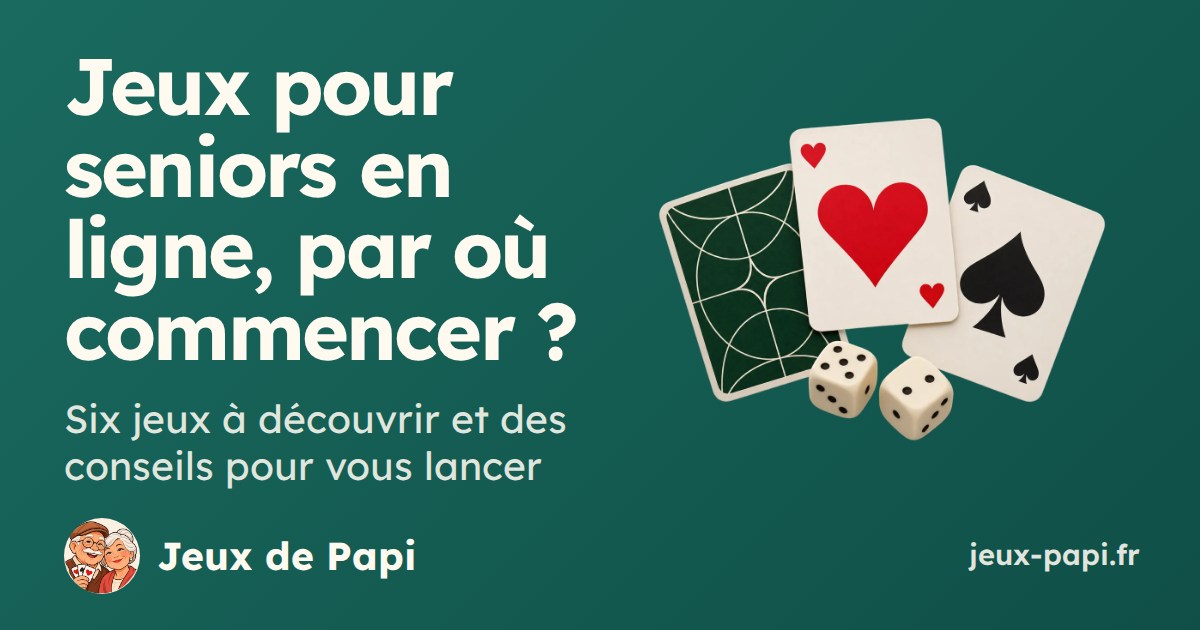 Jeux pour
seniors en
ligne, par où
commencer ?
Six jeux à découvrir et des
conseils pour vous lancer
Jeux de Papi
jeux-papi.fr